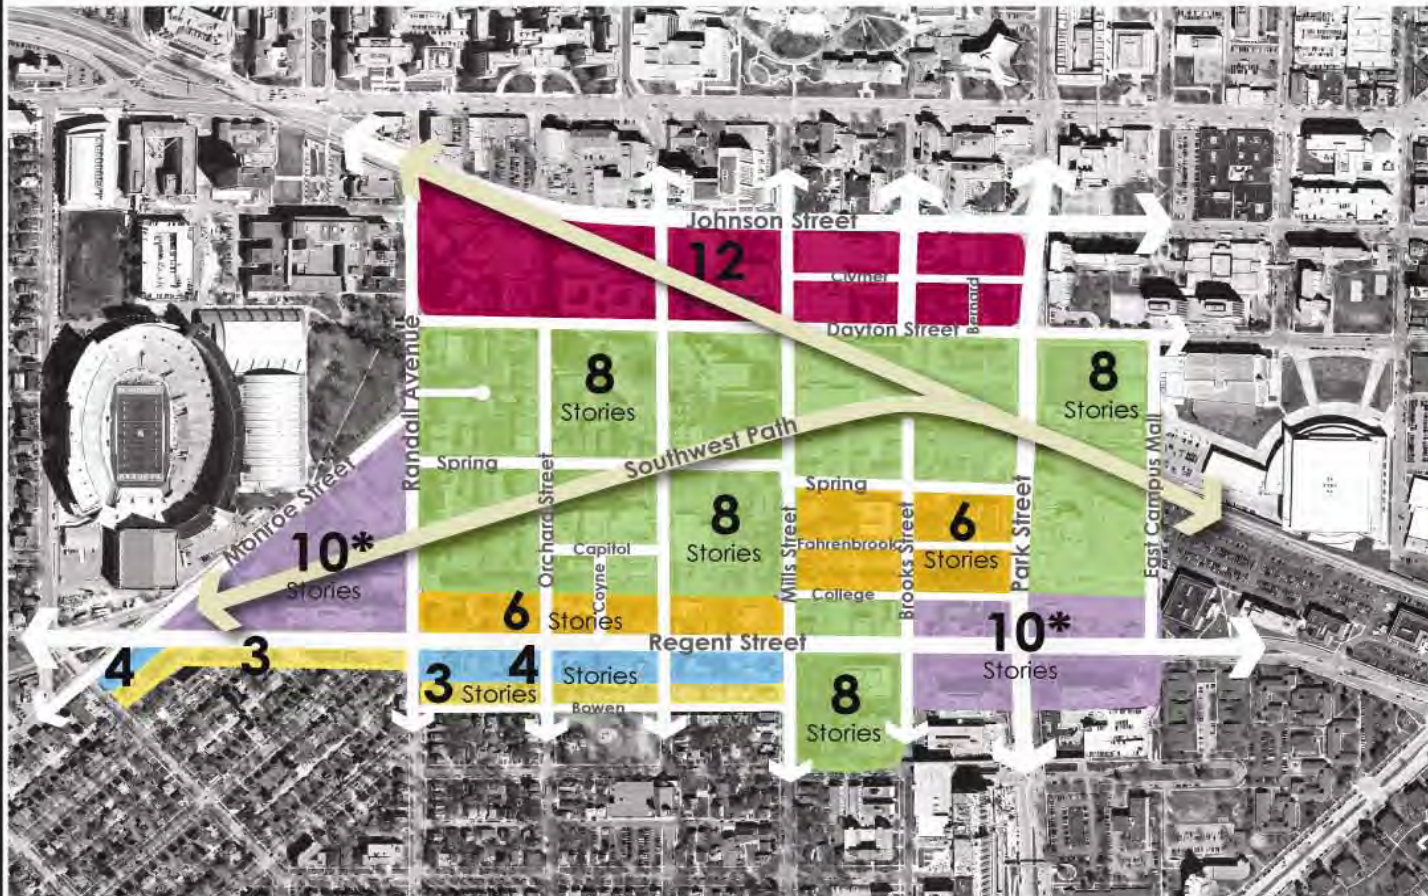 Johnson Street
12
Clymer
Bernard
Dayton Street
Randall Avenue
8
Stories
8
Stories
Southwest Path
Spring
Monroe Street
Orchard Street
Spring
Mills Street
Brooks Street
Park Street
East Campus Mall
8
Stories
6
Stories
10*
Stories
Capitol
Fahrenbrook
Coyne
College
6 Stories
Regent Street
10*
Stories
4
3
3 Stories
4
Stories
Bowen
8
Stories